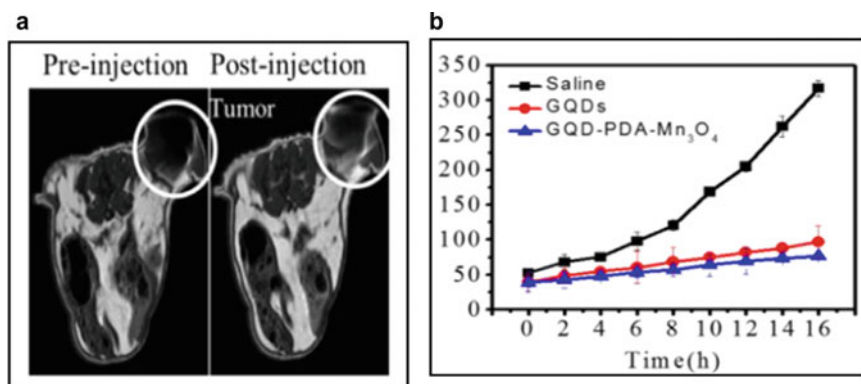 a
Pre-injection Post-injection
Tumor
b
350
300
250
200
150
100
50
0
Saline
GQDs
GQD-PDA-Mn₃O₄
0 2 4 6 8 10 12 14 16
Time(h)